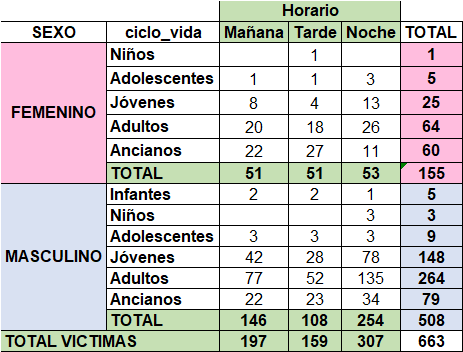 Horario
SEXO ciclo_vida Mañana Tarde Noche TOTAL
FEMENINO
Niños 1 1
Adolescentes 1 1 3 5
Jóvenes 8 4 13 25
Adultos 20 18 26 64
Ancianos 22 27 11 60
TOTAL 51 51 53 155
MASCULINO
Infantes 2 2 1 5
Niños 3 3
Adolescentes 3 3 3 9
Jóvenes 42 28 78 148
Adultos 77 52 135 264
Ancianos 22 23 34 79
TOTAL 146 108 254 508
TOTAL VICTIMAS 197 159 307 663